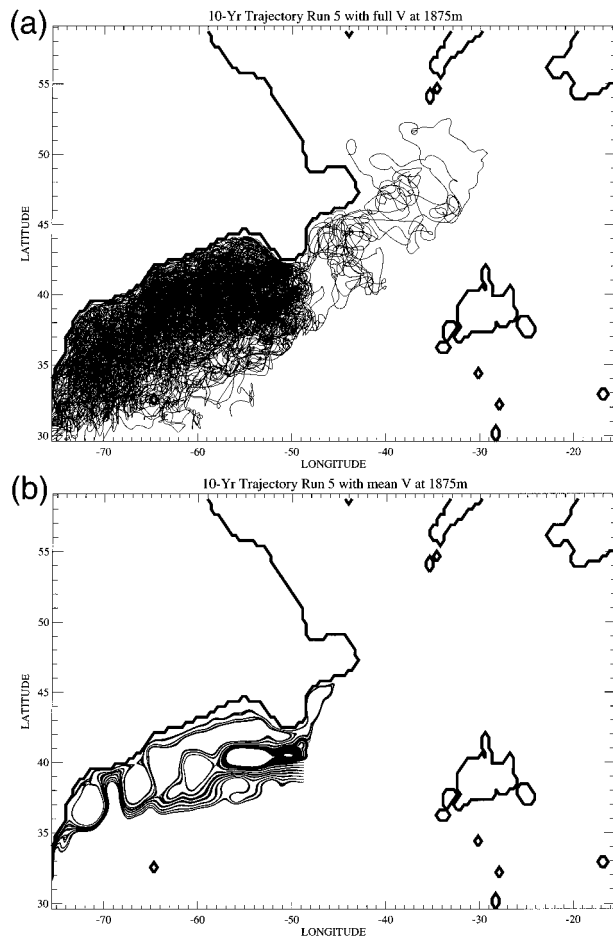 (a)
10-Yr Trajectory Run 5 with full V at 1875m
55
50
45
40
35
30
LATITUDE
-70 -60 -50 -40 -30 -20
LONGITUDE
(b)
10-Yr Trajectory Run 5 with mean V at 1875m
55
50
45
40
35
30
LATITUDE
-70 -60 -50 -40 -30 -20
LONGITUDE